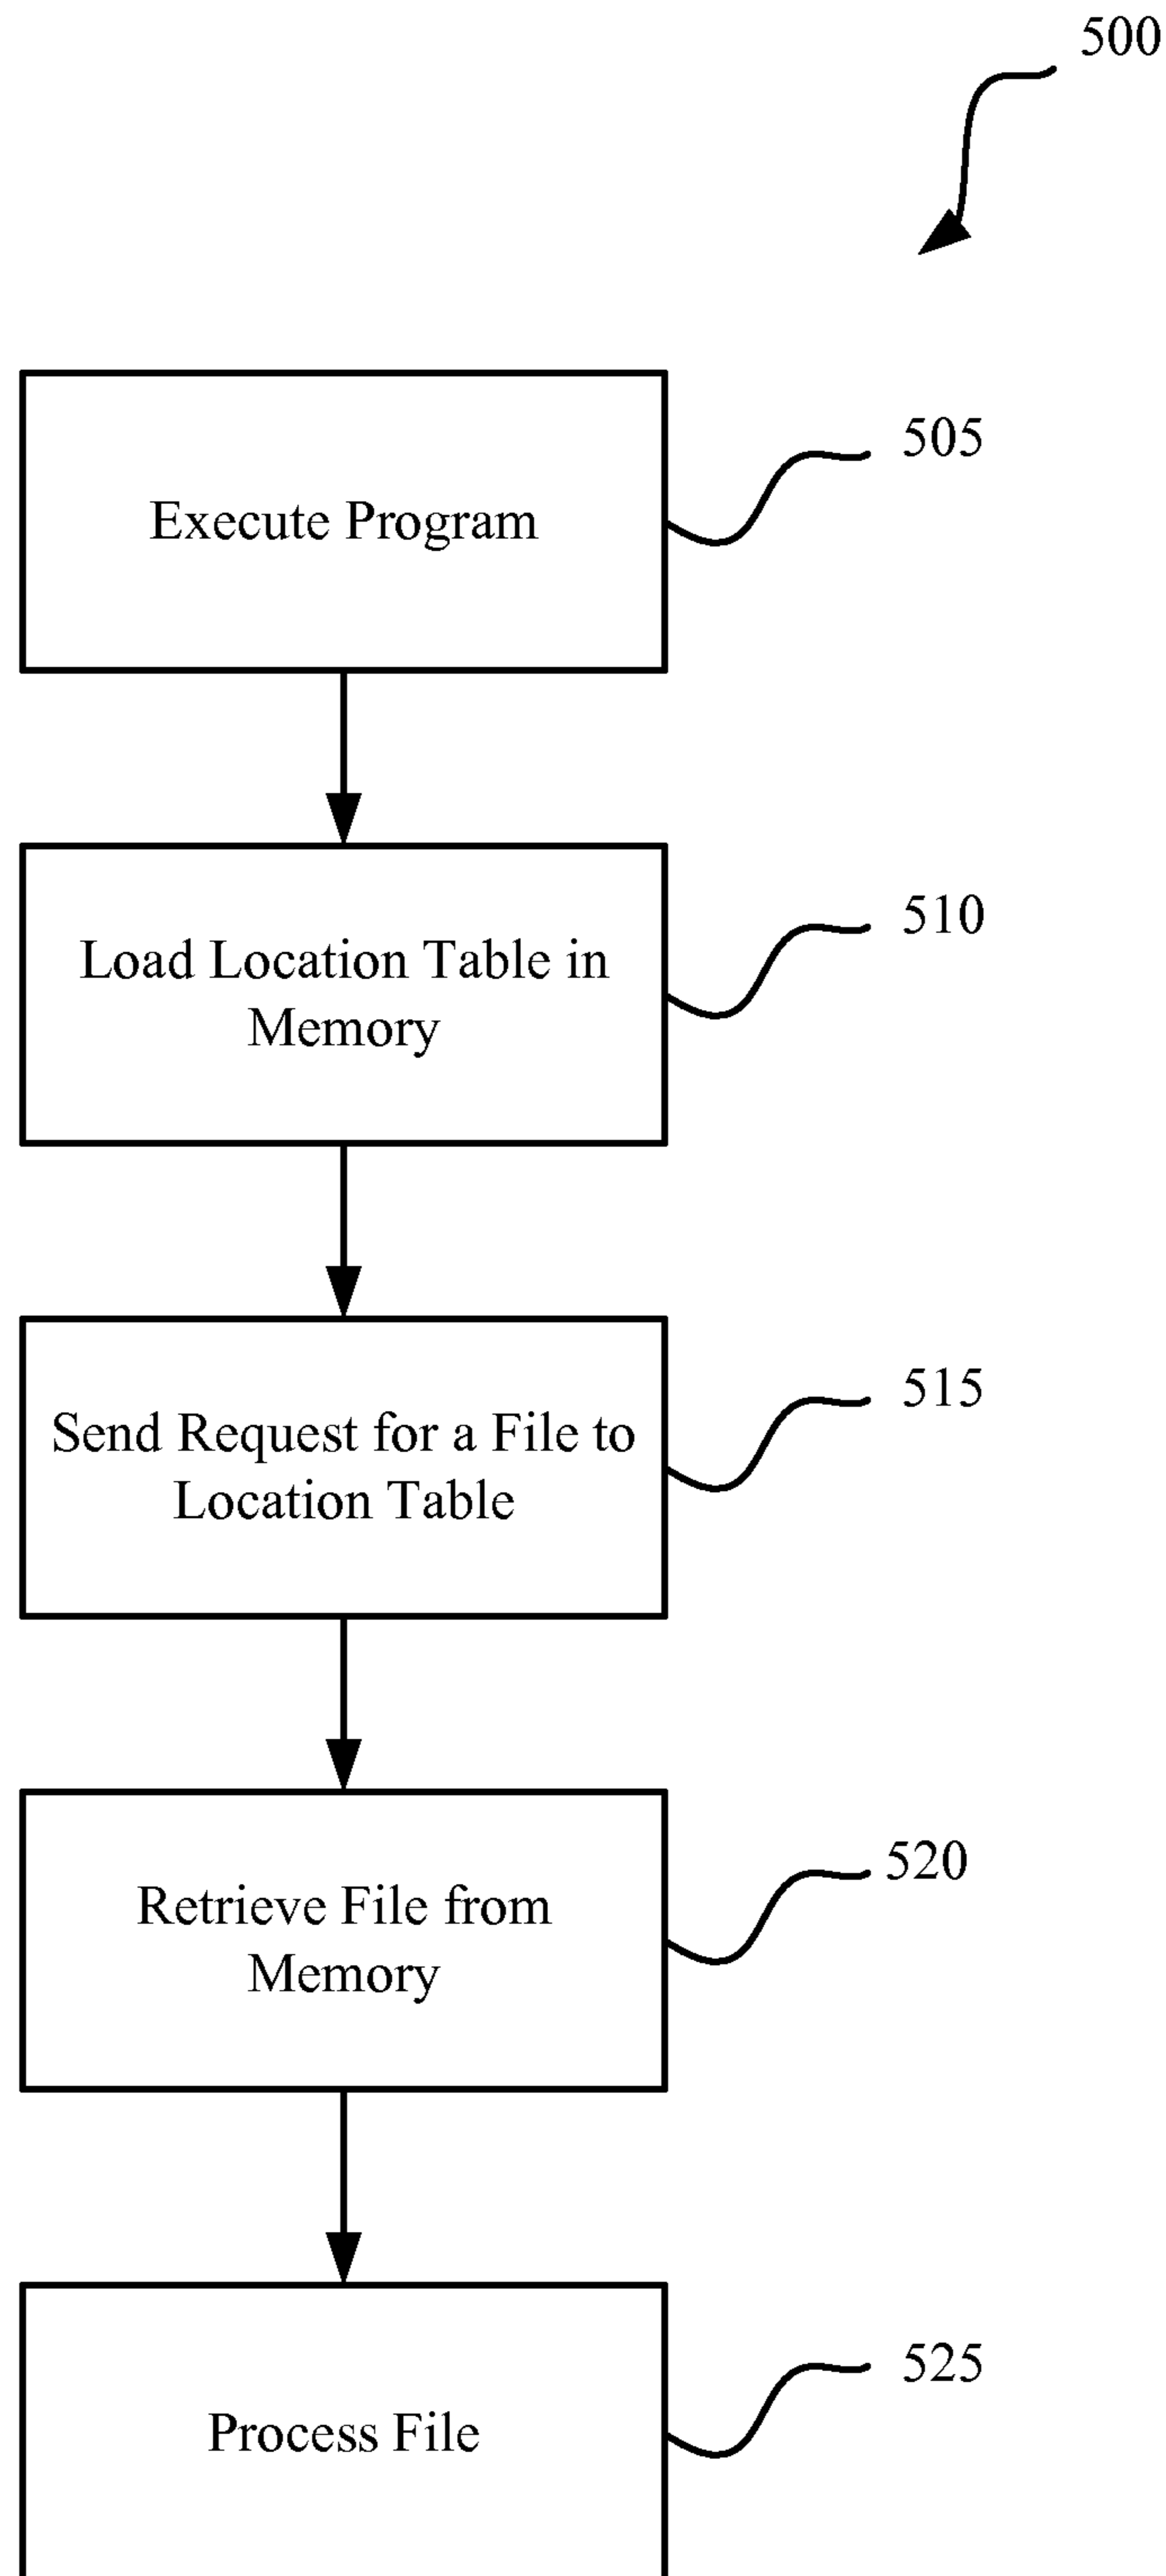 500
505
Execute Program
510
Load Location Table in
Memory
515
Send Request for a File to
Location Table
520
Retrieve File from
Memory
525
Process File